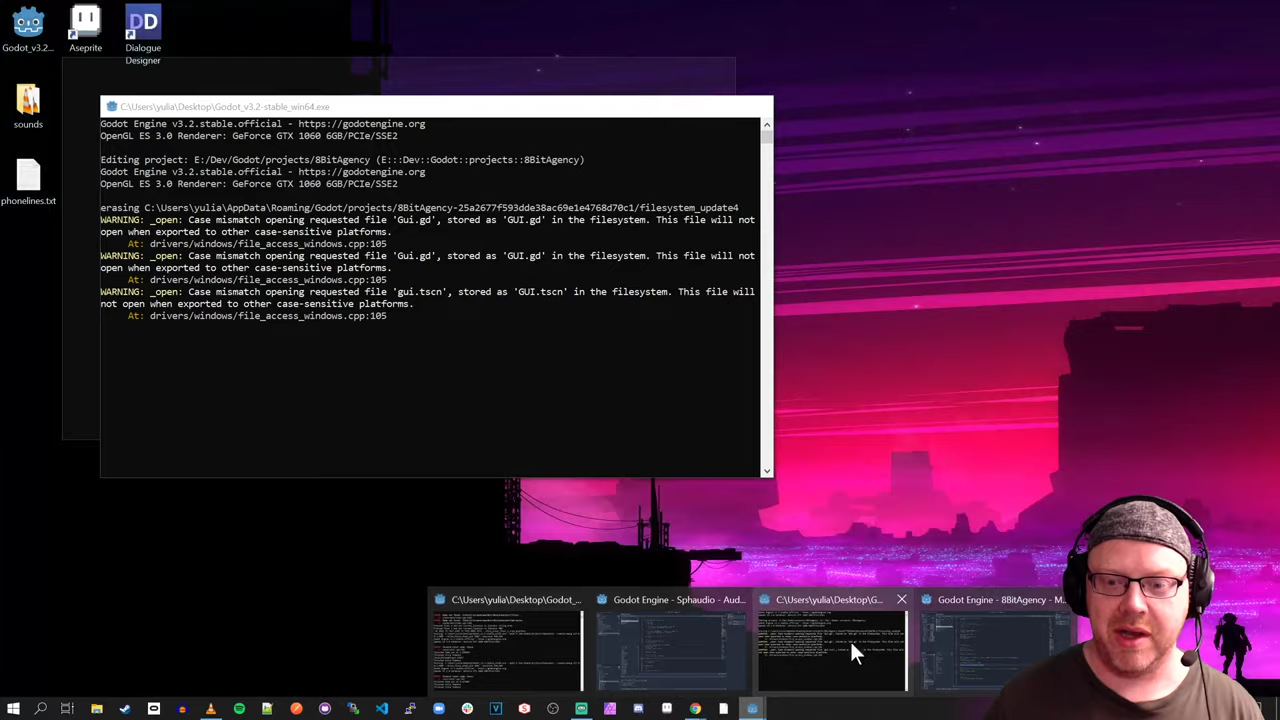 Godot_v3.2...
Aseprite
Dialogue
Designer
sounds
phonelines.txt
C:\Users\yulia\Desktop\Godot_v3.2-stable_win64.exe
Godot Engine v3.2.stable.official - https://godotengine.org
OpenGL ES 3.0 Renderer: GeForce GTX 1060 6GB/PCIe/SSE2
Editing project: E:/Dev/Godot/projects/8BitAgency (E:::Dev::Godot::projects::8BitAgency)
Godot Engine v3.2.stable.official - https://godotengine.org
OpenGL ES 3.0 Renderer: GeForce GTX 1060 6GB/PCIe/SSE2
erasing C:\Users\yulia\AppData\Roaming/Godot/projects/8BitAgency-25a2677f593dde38ac69e1e4768d70c1/filesystem_update4
WARNING: _open: Case mismatch opening requested file 'Gui.gd', stored as 'GUI.gd' in the filesystem. This file will not
open when exported to other case-sensitive platforms.
At: drivers/windows/file_access_windows.cpp:105
WARNING: _open: Case mismatch opening requested file 'Gui.gd', stored as 'GUI.gd' in the filesystem. This file will not
open when exported to other case-sensitive platforms.
At: drivers/windows/file_access_windows.cpp:105
WARNING: _open: Case mismatch opening requested file 'gui.tscn', stored as 'GUI.tscn' in the filesystem. This file will
not open when exported to other case-sensitive platforms.
At: drivers/windows/file_access_windows.cpp:105
C:\Users\yulia\Desktop\Godot_...
Godot Engine - Sphaudio - Aud...
C:\Users\yulia\Desktop\G...
Godot Engine - 8BitAgency - M...